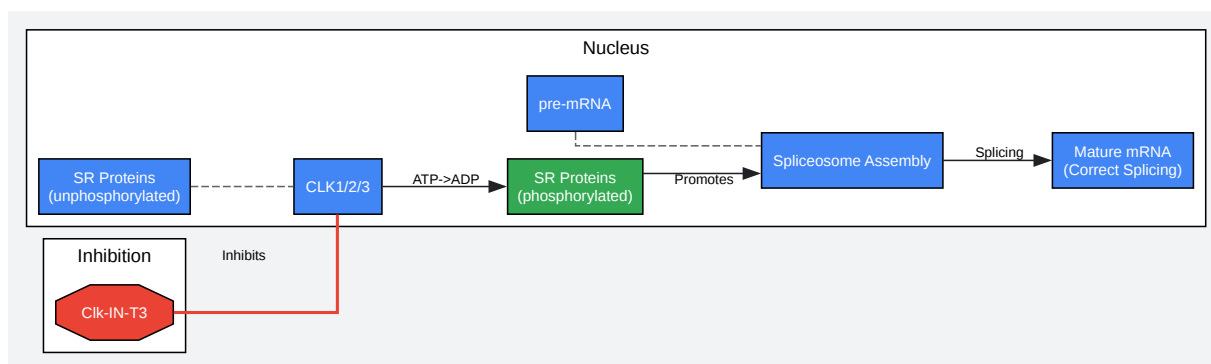 Nucleus
pre-mRNA
SR Proteins
(unphosphorylated)
CLK1/2/3
ATP->ADP
SR Proteins
(phosphorylated)
Promotes
Spliceosome Assembly
Splicing
Mature mRNA
(Correct Splicing)
Inhibition
Inhibits
Clk-IN-T3